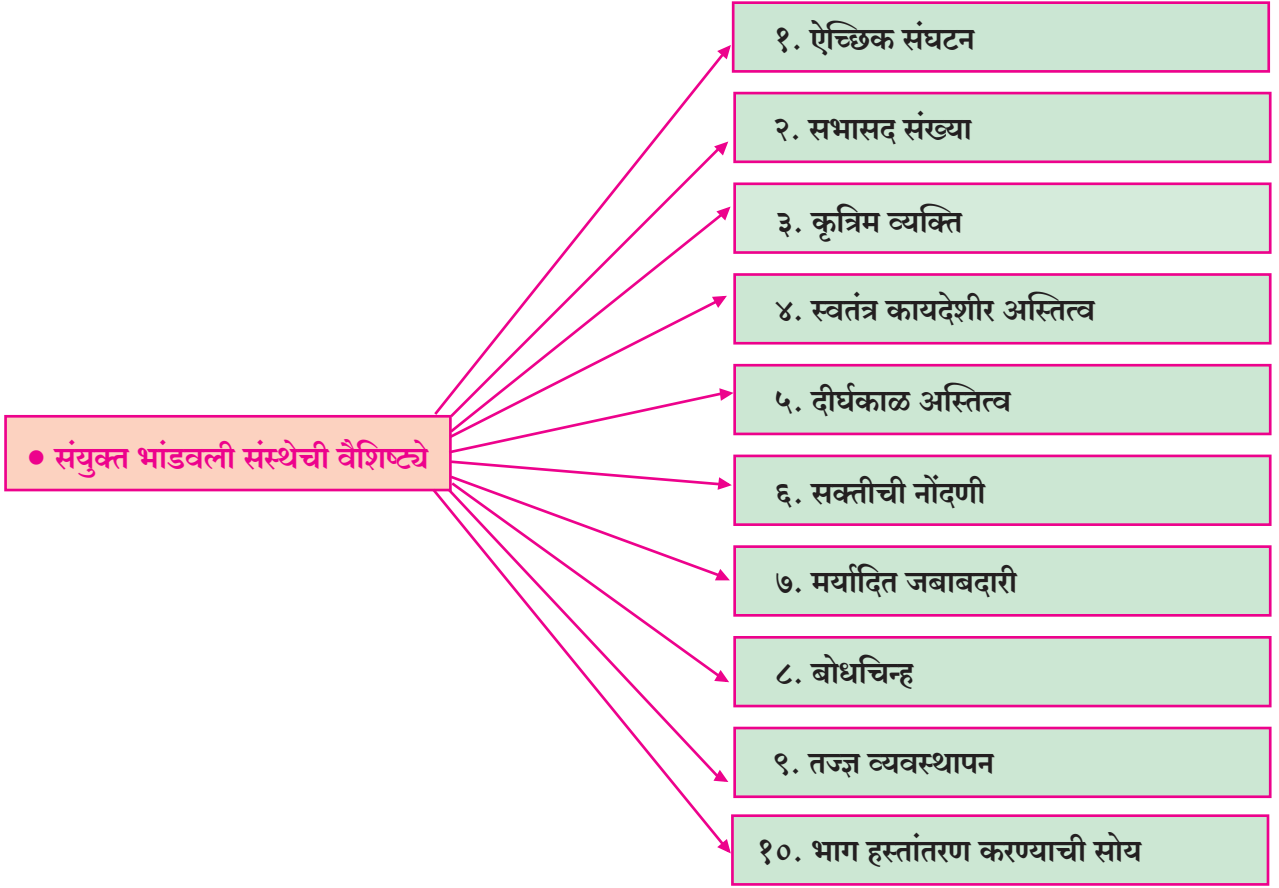 १. ऐच्छिक संघटन
२. सभासद संख्या
३. कृत्रिम व्यक्ति
४. स्वतंत्र कायदेशीर अस्तित्व
५. दीर्घकाळ अस्तित्व
• संयुक्त भांडवली संस्थेची वैशिष्ट्ये
६. सक्तीची नोंदणी
७. मर्यादित जबाबदारी
८. बोधचिन्ह
९. तज्ज्ञ व्यवस्थापन
१०. भाग हस्तांतरण करण्याची सोय